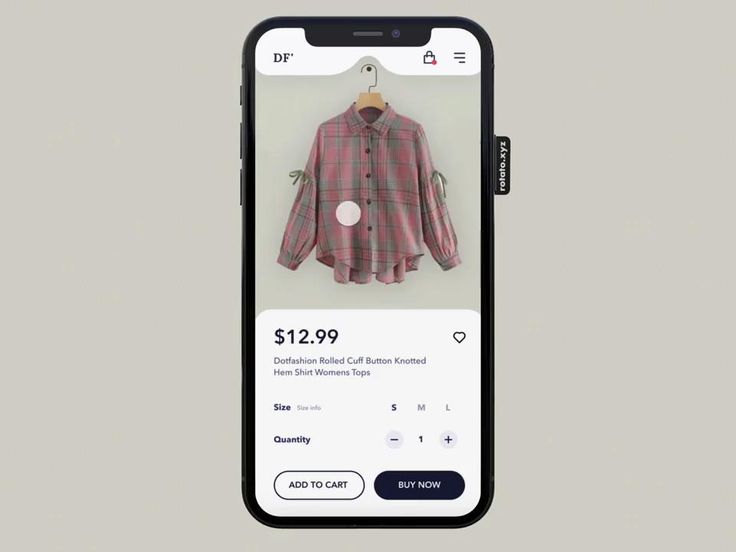 DF'
rotato.xyz
$12.99
Dotfashion Rolled Cuff Button Knotted
Hem Shirt Womens Tops
Size Size info S M L
Quantity − 1 +
ADD TO CART BUY NOW